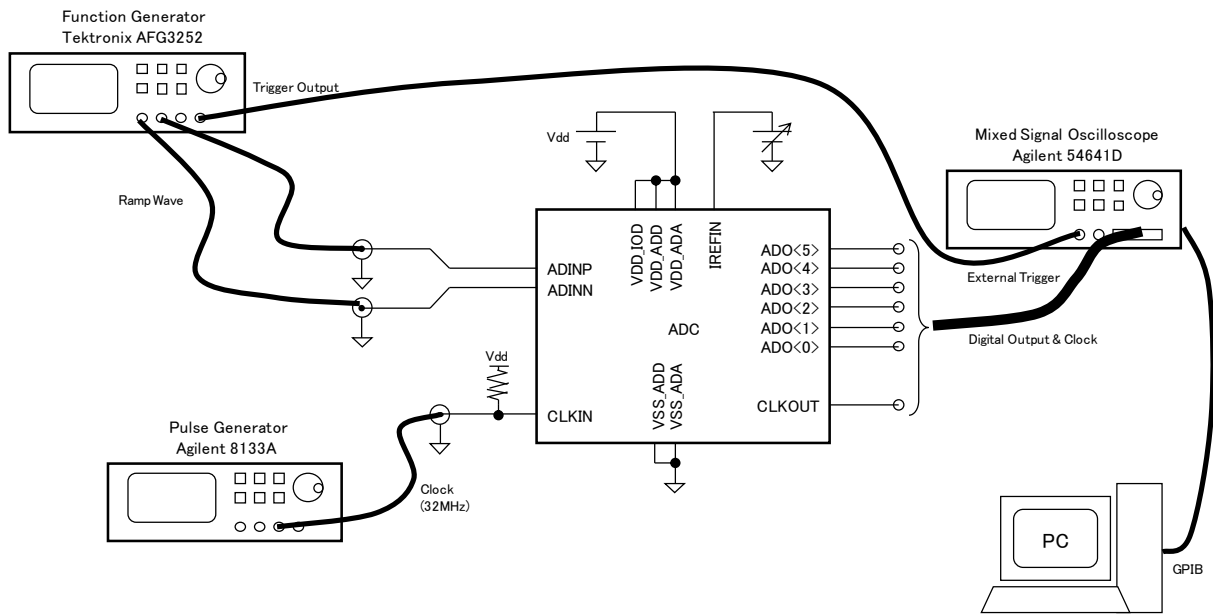 Function Generator
Tektronix AFG3252
Trigger Output
Ramp Wave
Vdd
Mixed Signal Oscilloscope
Agilent 54641D
External Trigger
Digital Output & Clock
VDD_IOD
VDD_ADD
VDD_ADA
IREFIN
ADINP
ADINN
CLKIN
ADC
ADO<5>
ADO<4>
ADO<3>
ADO<2>
ADO<1>
ADO<0>
CLKOUT
VSS_ADD
VSS_ADA
Vdd
Pulse Generator
Agilent 8133A
Clock
(32MHz)
PC
GPIB